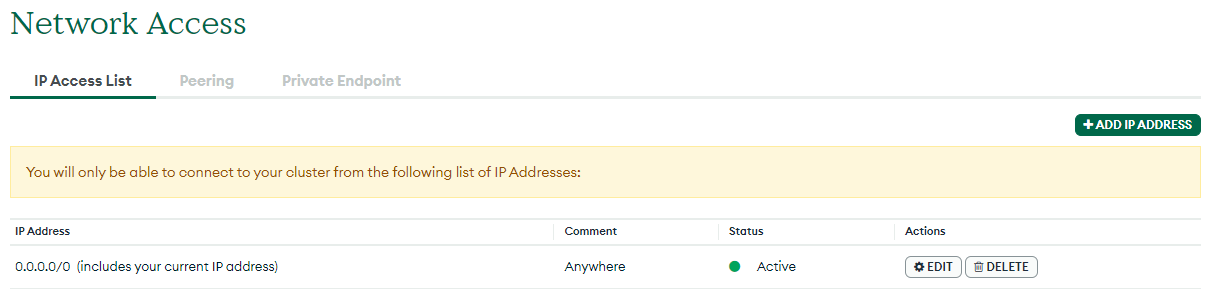 Network Access
IP Access List Peering Private Endpoint
+ ADD IP ADDRESS
You will only be able to connect to your cluster from the following list of IP Addresses:
IP Address Comment Status Actions
0.0.0.0/0 (includes your current IP address) Anywhere Active EDIT DELETE